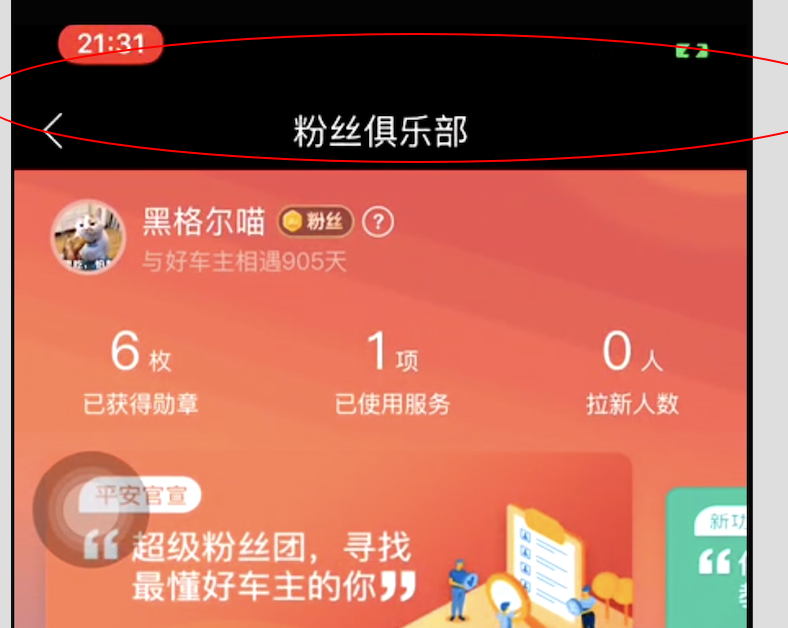 21:31
粉丝俱乐部
黑格尔喵 粉丝 ?
与好车主相遇905天
6枚 1项 0人
已获得勋章 已使用服务 拉新人数
平安官宣
“超级粉丝团，寻找
最懂好车主的你”
新功
“